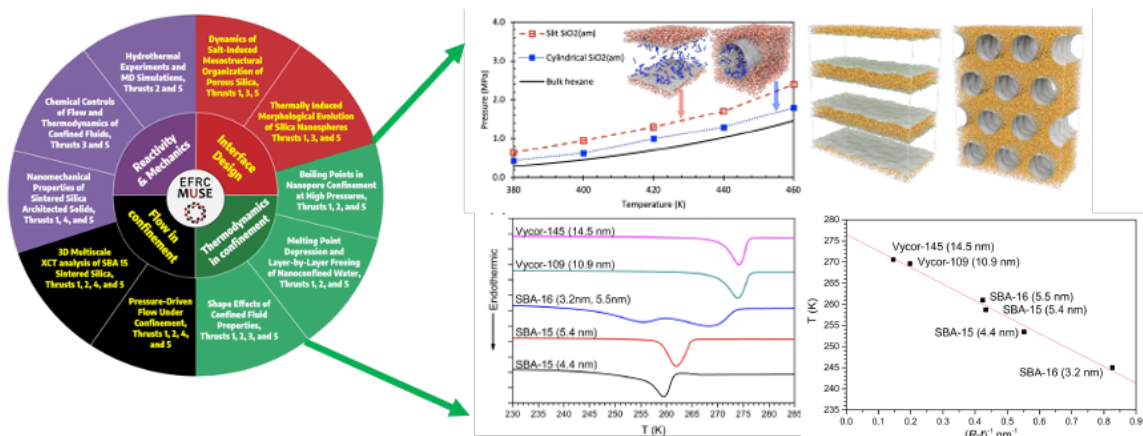 Hydrothermal Experiments and MD Simulations, Thrusts 2 and 5
Dynamics of
Salt-Induced
Mesostructural
Organization of
Porous Silica,
Thrusts 1, 3, 5
Thermally Induced
Morphological Evolution
of Silica Nanospheres
Thrusts 1, 3, and 5
Chemical Controls
of Flow and
Thermodynamics of
Confined Fluids,
Thrusts 3 and 5
Nanomechanical
Properties of
Sintered Silica
Architected Solids,
Thrusts 1, 4, and 5
3D Multiscale
XCT analysis of SBA 15
Sintered Silica,
Thrusts 1, 2, 4, and 5
Pressure-Driven
Flow Under
Confinement,
Thrusts 1, 2, 4,
and 5
Shape Effects of
Confined Fluid
Properties,
Thrusts 1, 2, 3, and 5
Melting Point
Depression and
Layer-by-Layer Freezing
of Nanoconfined Water,
Thrusts 1, 2, and 5
Boiling Points in
Nanopore Confinement
at High Pressures,
Thrusts 1, 2, and 5
Reactivity
& Mechanics
Interface
Design
Flow in
confinement
Thermodynamics
in confinement
EFRC
MUSE
Pressure (MPa)
4.0
3.0
2.0
1.0
0.0
Slit SiO2(am)
Cylindrical SiO2(am)
Bulk hexane
380 400 420 440 460
Temperature (K)
Endothermic
Vycor-145 (14.5 nm)
Vycor-109 (10.9 nm)
SBA-16 (3.2nm, 5.5nm)
SBA-15 (5.4 nm)
SBA-15 (4.4 nm)
230 240 250 260 265 270 275 285
T (K)
T (K)
280
275
270
265
260
255
250
245
240
235
Vycor-145 (14.5 nm)
Vycor-109 (10.9 nm)
SBA-16 (5.5 nm)
SBA-15 (5.4 nm)
SBA-15 (4.4 nm)
SBA-16 (3.2 nm)
0.0 0.1 0.2 0.3 0.4 0.5 0.6 0.7 0.8 0.9
(R-t)⁻¹ nm⁻¹